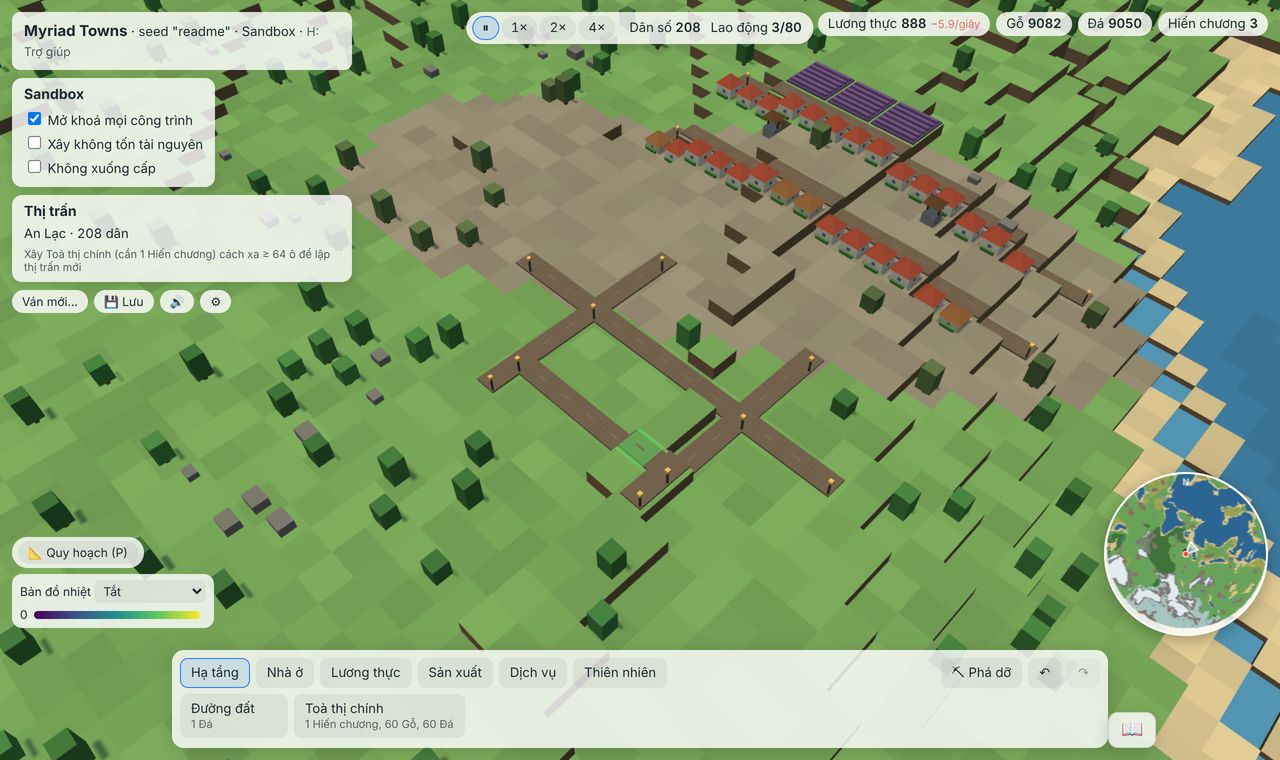 Myriad Towns · seed "readme" · Sandbox · H:
Trợ giúp
⏸ 1× 2× 4× Dân số 208 Lao động 3/80
Lương thực 888 −5.9/giây
Gỗ 9082
Đá 9050
Hiến chương 3
Sandbox
Mở khoá mọi công trình
Xây không tốn tài nguyên
Không xuống cấp
Thị trấn
An Lạc · 208 dân
Xây Toà thị chính (cần 1 Hiến chương) cách xa ≥ 64 ô để lập
thị trấn mới
Ván mới... 💾 Lưu 🔊 ⚙
N
📐 Quy hoạch (P)
Bản đồ nhiệt Tắt
0
Hạ tầng Nhà ở Lương thực Sản xuất Dịch vụ Thiên nhiên ⛏ Phá dỡ ↶ ↷
Đường đất
1 Đá
Toà thị chính
1 Hiến chương, 60 Gỗ, 60 Đá